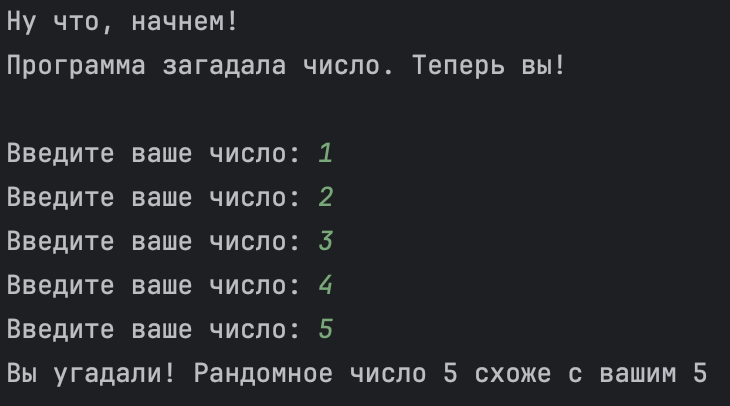 Ну что, начнем!
Программа загадала число. Теперь вы!
Введите ваше число: 1
Введите ваше число: 2
Введите ваше число: 3
Введите ваше число: 4
Введите ваше число: 5
Вы угадали! Рандомное число 5 схоже с вашим 5